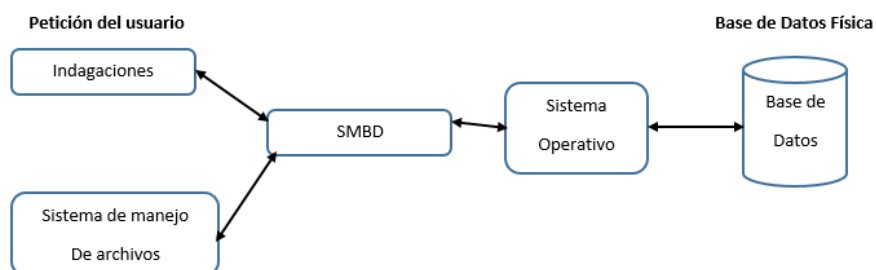 Petición del usuario
Base de Datos Física
Indagaciones
SMBD
Sistema
Operativo
Base de
Datos
Sistema de manejo
De archivos